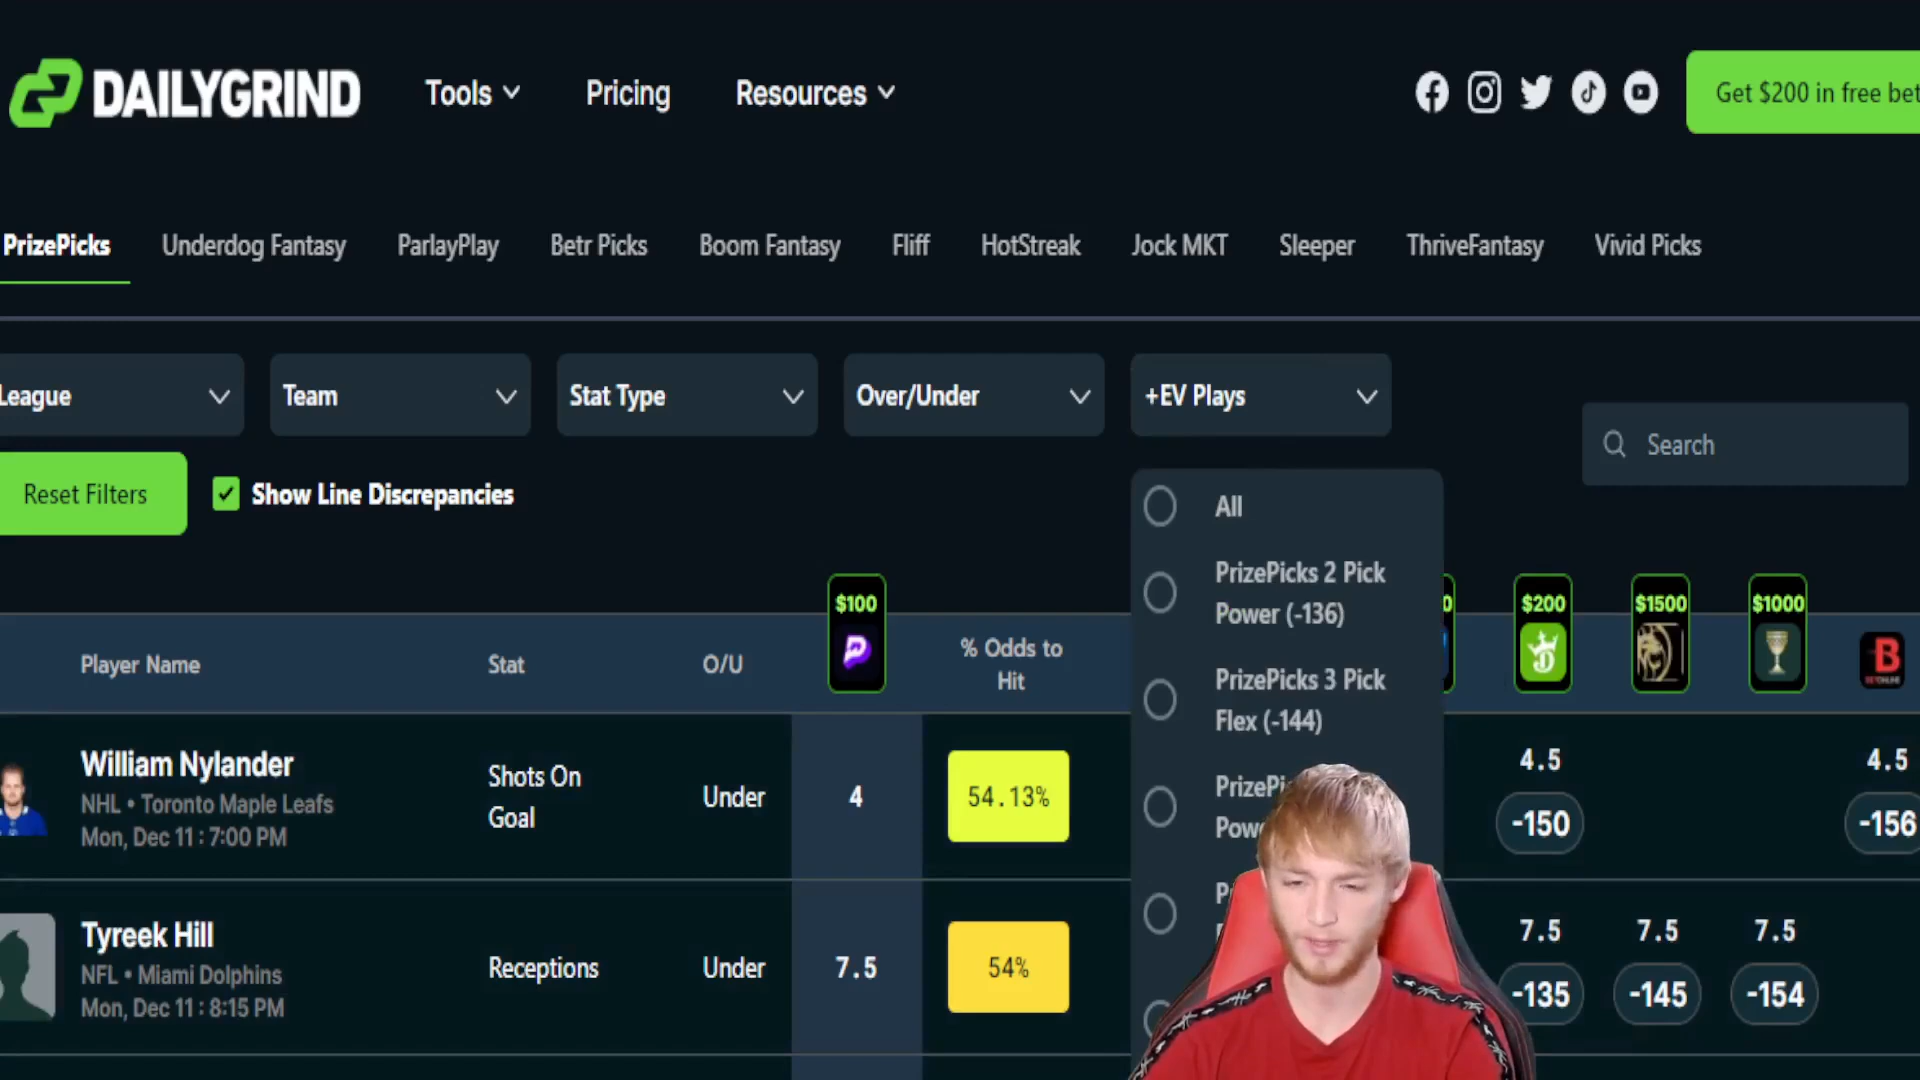 DAILYGRIND Tools Pricing Resources
Get $200 in free bet
PrizePicks Underdog Fantasy ParlayPlay Betr Picks Boom Fantasy Fliff HotStreak Jock MKT Sleeper ThriveFantasy Vivid Picks
League Team Stat Type Over/Under +EV Plays
Search
Reset Filters Show Line Discrepancies
All
PrizePicks 2 Pick
Power (-136)
PrizePicks 3 Pick
Flex (-144)
$100 0 $200 $1500 $1000
Player Name Stat O/U % Odds to
Hit
B
BETONLINE
William Nylander
NHL • Toronto Maple Leafs
Mon, Dec 11 : 7:00 PM
Shots On
Goal
Under 4 54.13%
4.5 4.5
-150 -156
Tyreek Hill
NFL • Miami Dolphins
Mon, Dec 11 : 8:15 PM
Receptions Under 7.5 54%
7.5 7.5 7.5
-135 -145 -154